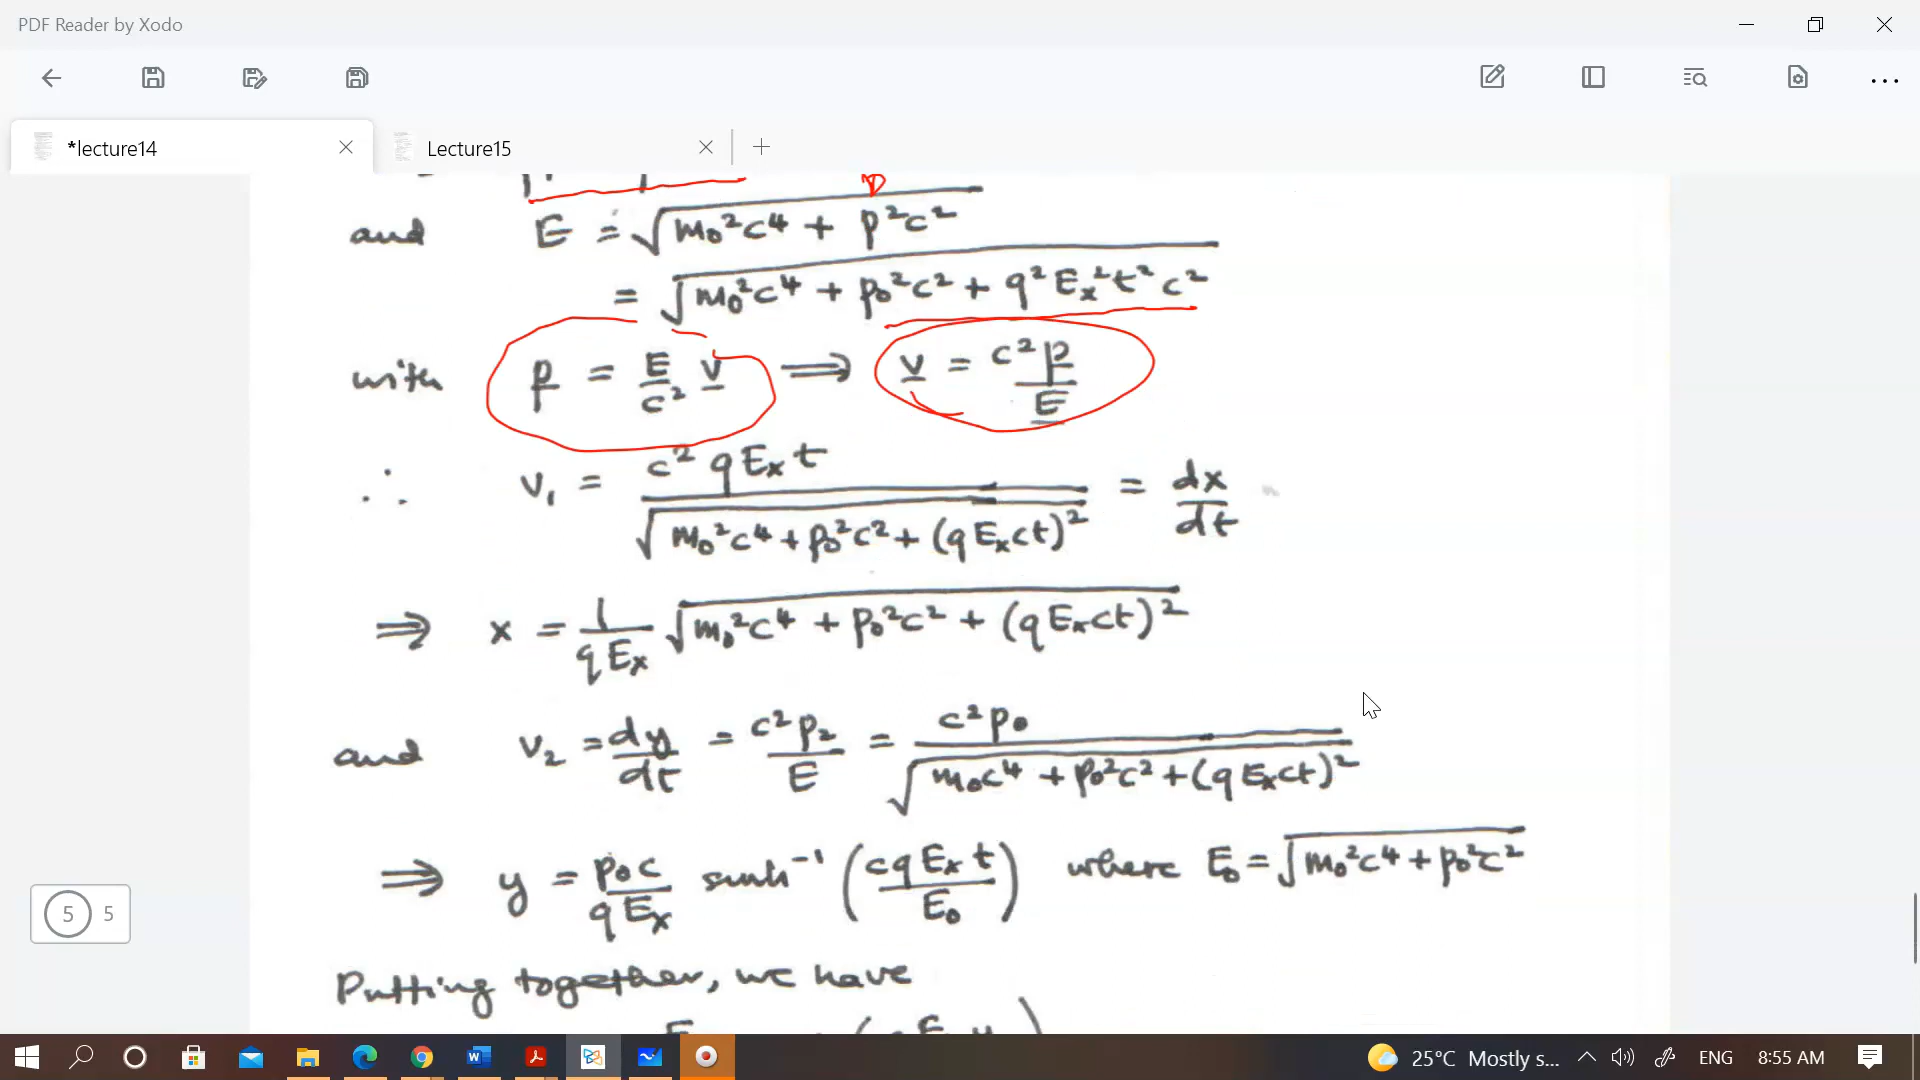 PDF Reader by Xodo
*lecture14
Lecture15
and E = √(m₀²c⁴ + p²c²)
= √(m₀²c⁴ + p₀²c² + q²Eₓ²t²c²)
with p = E/c² v ⟹ v = c²p/E
∴ v₁ = c²qEₓt / √(m₀²c⁴ + p₀²c² + (qEₓct)²) = dx/dt
⟹ x = 1/(qEₓ) √(m₀²c⁴ + p₀²c² + (qEₓct)²)
and v₂ = dy/dt = c²p₂/E = c²p₀ / √(m₀c⁴ + p₀²c² + (qEₓct)²)
⟹ y = p₀c/(qEₓ) sinh⁻¹(cqEₓt/E₀) where E₀ = √(m₀²c⁴ + p₀²c²)
5 5
Putting together, we have
25°C Mostly s... ENG 8:55 AM